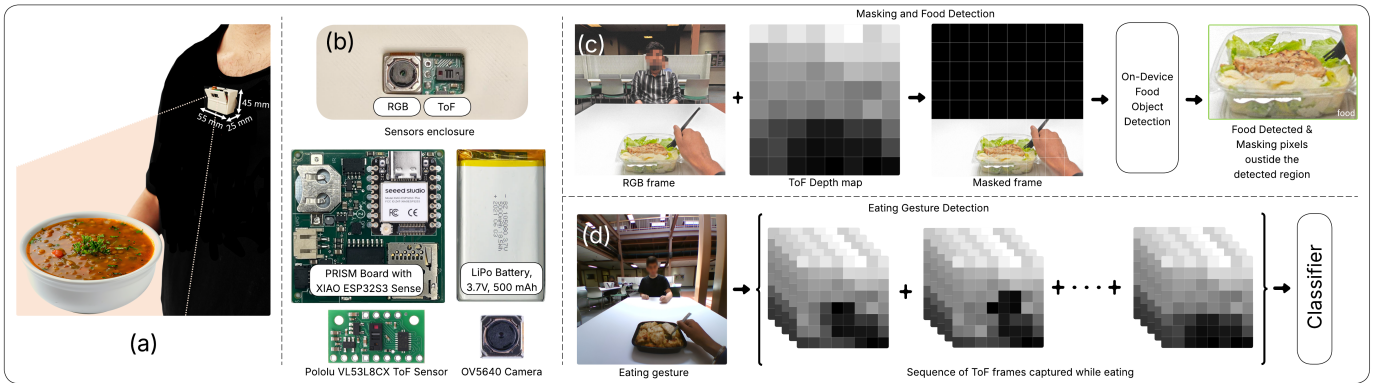 (a)
45 mm
55 mm
25 mm
(b)
RGB
ToF
Sensors enclosure
seeed studio
FC CE
PRISM Board with
XIAO ESP32S3 Sense
LiPo Battery,
3.7V, 500 mAh
Pololu VL53L8CX ToF Sensor
OV5640 Camera
Masking and Food Detection
(c)
RGB frame
+
ToF Depth map
Masked frame
On-Device
Food
Object
Detection
food
Food Detected &
Masking pixels
oustide the
detected region
Eating Gesture Detection
(d)
Eating gesture
+
+ · · · · +
Sequence of ToF frames captured while eating
Classifier